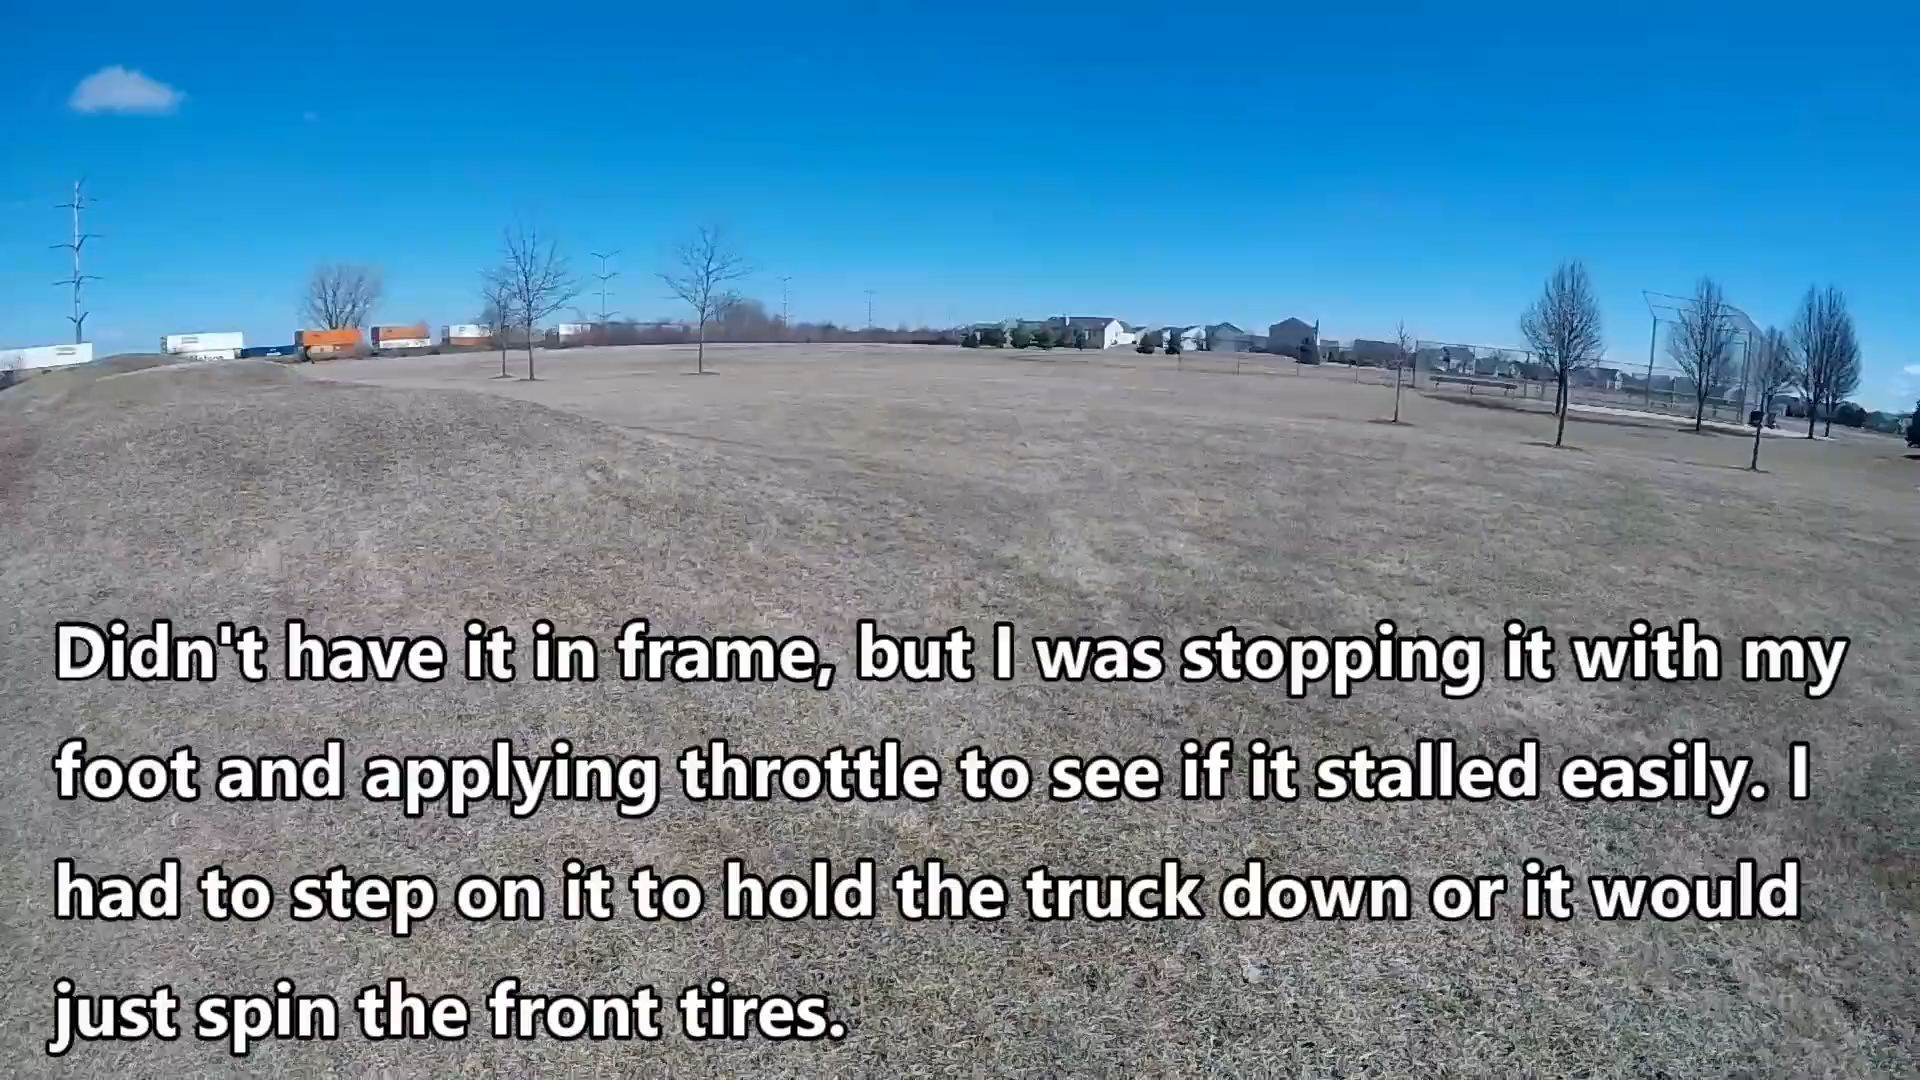 Didn't have it in frame, but I was stopping it with my
foot and applying throttle to see if it stalled easily. I
had to step on it to hold the truck down or it would
just spin the front tires.